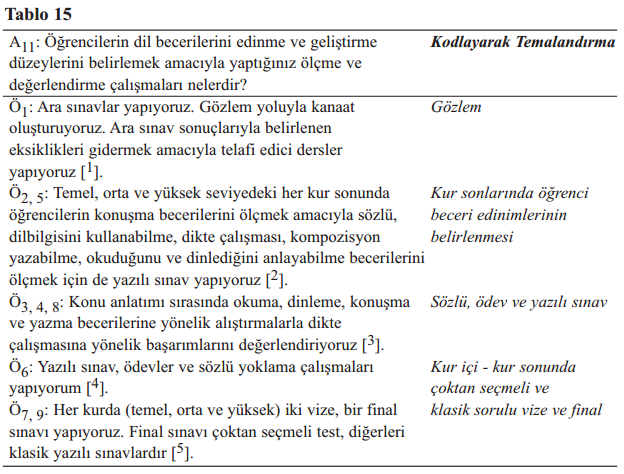 Tablo 15
A11: Öğrencilerin dil becerilerini edinme ve geliştirme Kodlayarak Temalandırma
düzeylerini belirlemek amacıyla yaptığınız ölçme ve
değerlendirme çalışmaları nelerdir?
Ö1: Ara sınavlar yapıyoruz. Gözlem yoluyla kanaat Gözlem
oluşturuyoruz. Ara sınav sonuçlarıyla belirlenen
eksiklikleri gidermek amacıyla telafi edici dersler
yapıyoruz [1].
Ö2, 5: Temel, orta ve yüksek seviyedeki her kur sonunda Kur sonlarında öğrenci
öğrencilerin konuşma becerilerini ölçmek amacıyla sözlü, beceri edinimlerinin
dilbilgisini kullanabilme, dikte çalışması, kompozisyon belirlenmesi
yazabilme, okuduğunu ve dinlediğini anlayabilme becerilerini
ölçmek için de yazılı sınav yapıyoruz [2].
Ö3, 4, 8: Konu anlatımı sırasında okuma, dinleme, konuşma Sözlü, ödev ve yazılı sınav
ve yazma becerilerine yönelik alıştırmalarla dikte
çalışmasına yönelik başarımlarını değerlendiriyoruz [3].
Ö6: Yazılı sınav, ödevler ve sözlü yoklama çalışmaları Kur içi - kur sonunda
yapıyorum [4]. çoktan seçmeli ve
Ö7, 9: Her kurda (temel, orta ve yüksek) iki vize, bir final klasik sorulu vize ve final
sınavı yapıyoruz. Final sınavı çoktan seçmeli test, diğerleri
klasik yazılı sınavlardır [5].